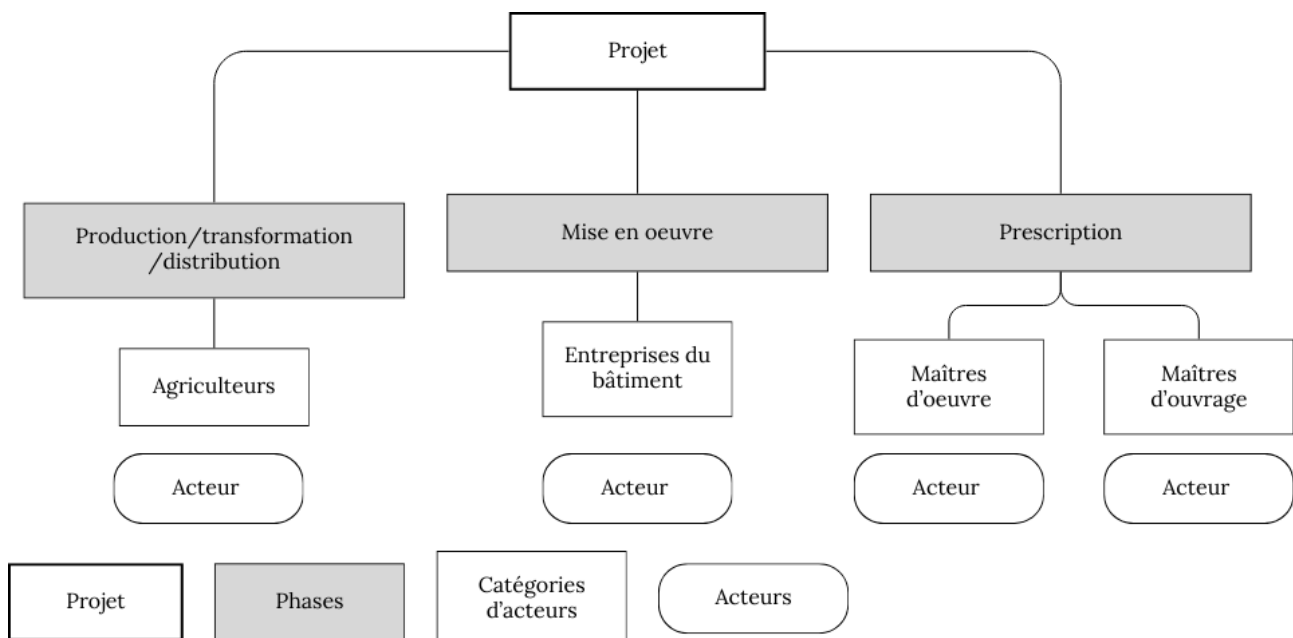 Projet
Production/transformation
/distribution
Mise en oeuvre
Prescription
Agriculteurs
Entreprises du
bâtiment
Maîtres
d'oeuvre
Maîtres
d'ouvrage
Acteur
Acteur
Acteur
Acteur
Projet
Phases
Catégories
d'acteurs
Acteurs